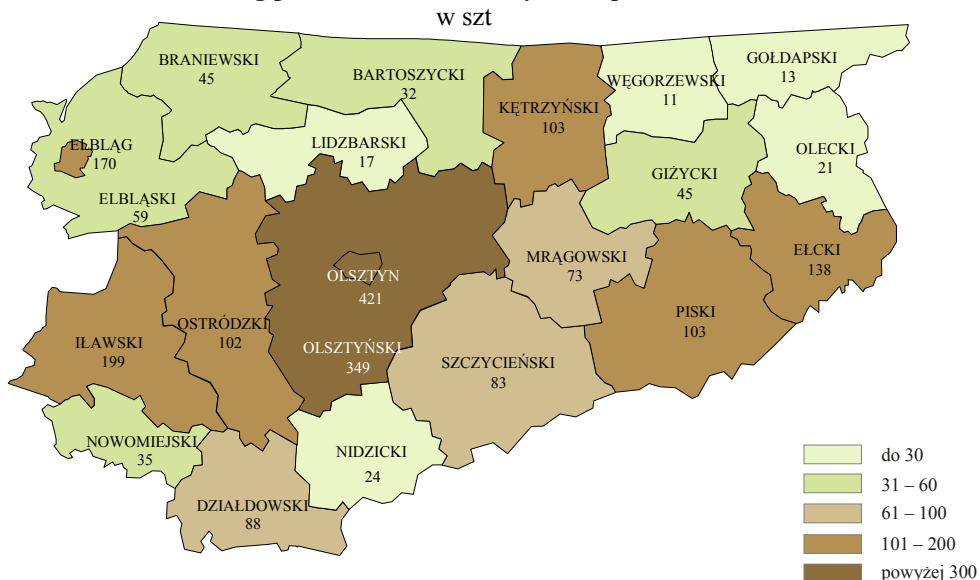 w szt
BRANIEWSKI
45
BARTOSZYCKI
32
KĘTRZYŃSKI
103
WĘGORZEWSKI
11
GOŁDAPSKI
13
ELBLĄG
170
LIDZBARSKI
17
OLECKI
21
GIŻYCKI
45
ELBLĄSKI
59
MRĄGOWSKI
73
EŁCKI
138
OLSZTYN
421
PISKI
103
OSTRÓDZKI
102
IŁAWSKI
199
OLSZTYŃSKI
349
SZCZYCIEŃSKI
83
NOWOMIEJSKI
35
NIDZICKI
24
DZIAŁDOWSKI
88
do 30
31 – 60
61 – 100
101 – 200
powyżej 300